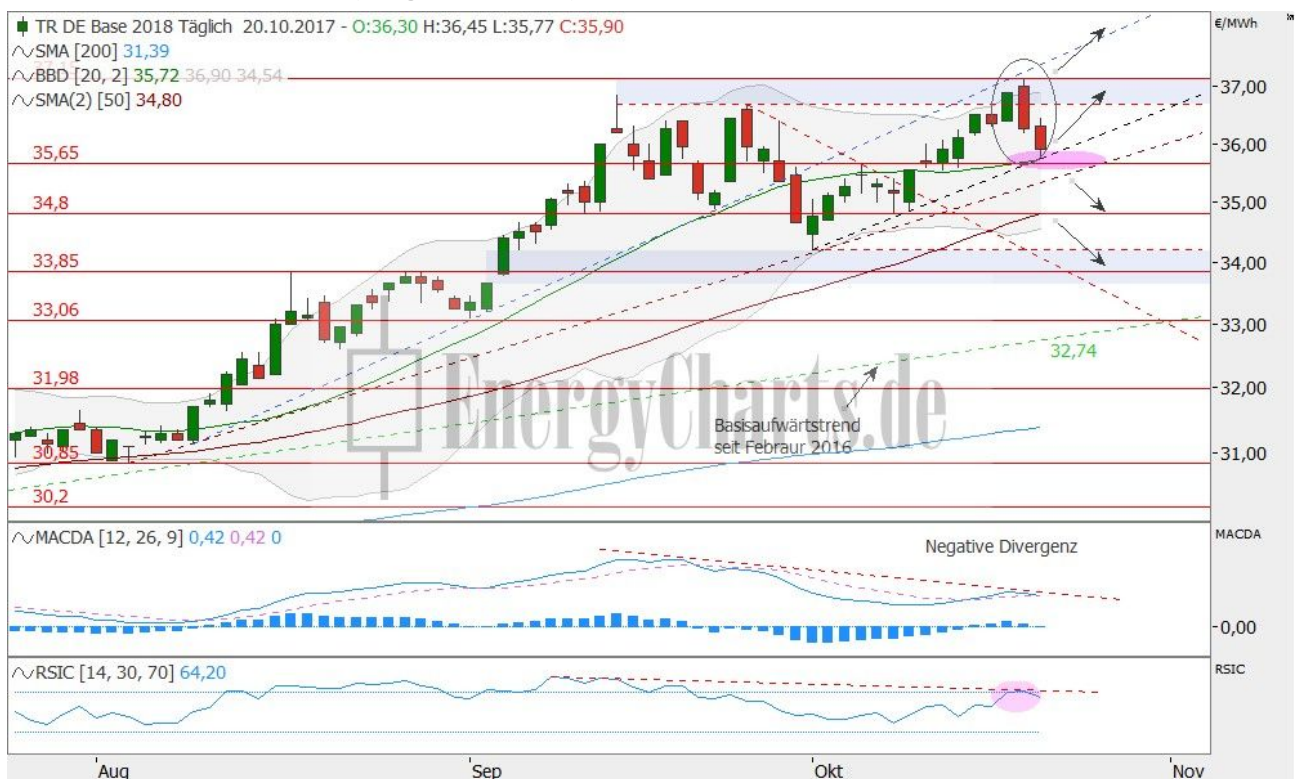 TR DE Base 2018 Täglich 20.10.2017 - O:36,30 H:36,45 L:35,77 C:35,90
€/MWh
SMA [200] 31,39
BBD [20, 2] 35,72 36,90 34,54
SMA(2) [50] 34,80
37,00
36,00
35,65
35,00
34,8
34,00
33,85
33,06
33,00
32,74
31,98
32,00
EnergyCharts.de
Basisaufwärtstrend
seit Febraur 2016
31,00
30,85
30,2
MACDA [12, 26, 9] 0,42 0,42 0
Negative Divergenz
MACDA
0,00
RSIC [14, 30, 70] 64,20
RSIC
Aug Sep Okt Nov